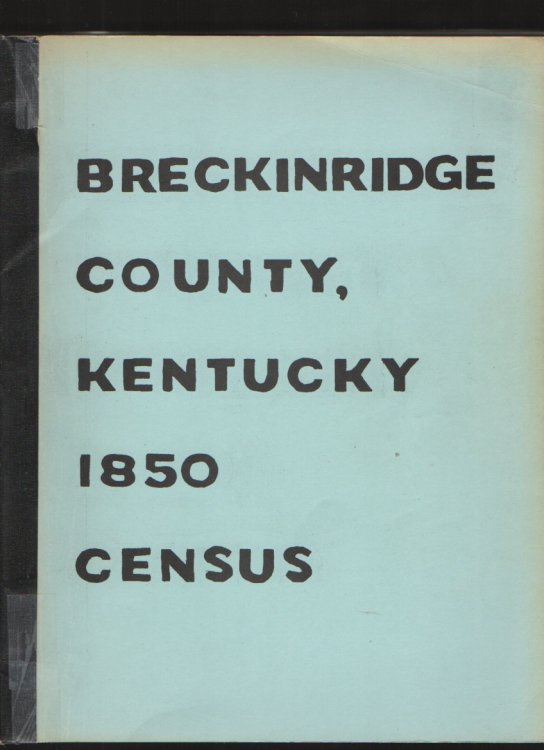 BRECKINRIDGE
COUNTY,
KENTUCKY
1850
CENSUS